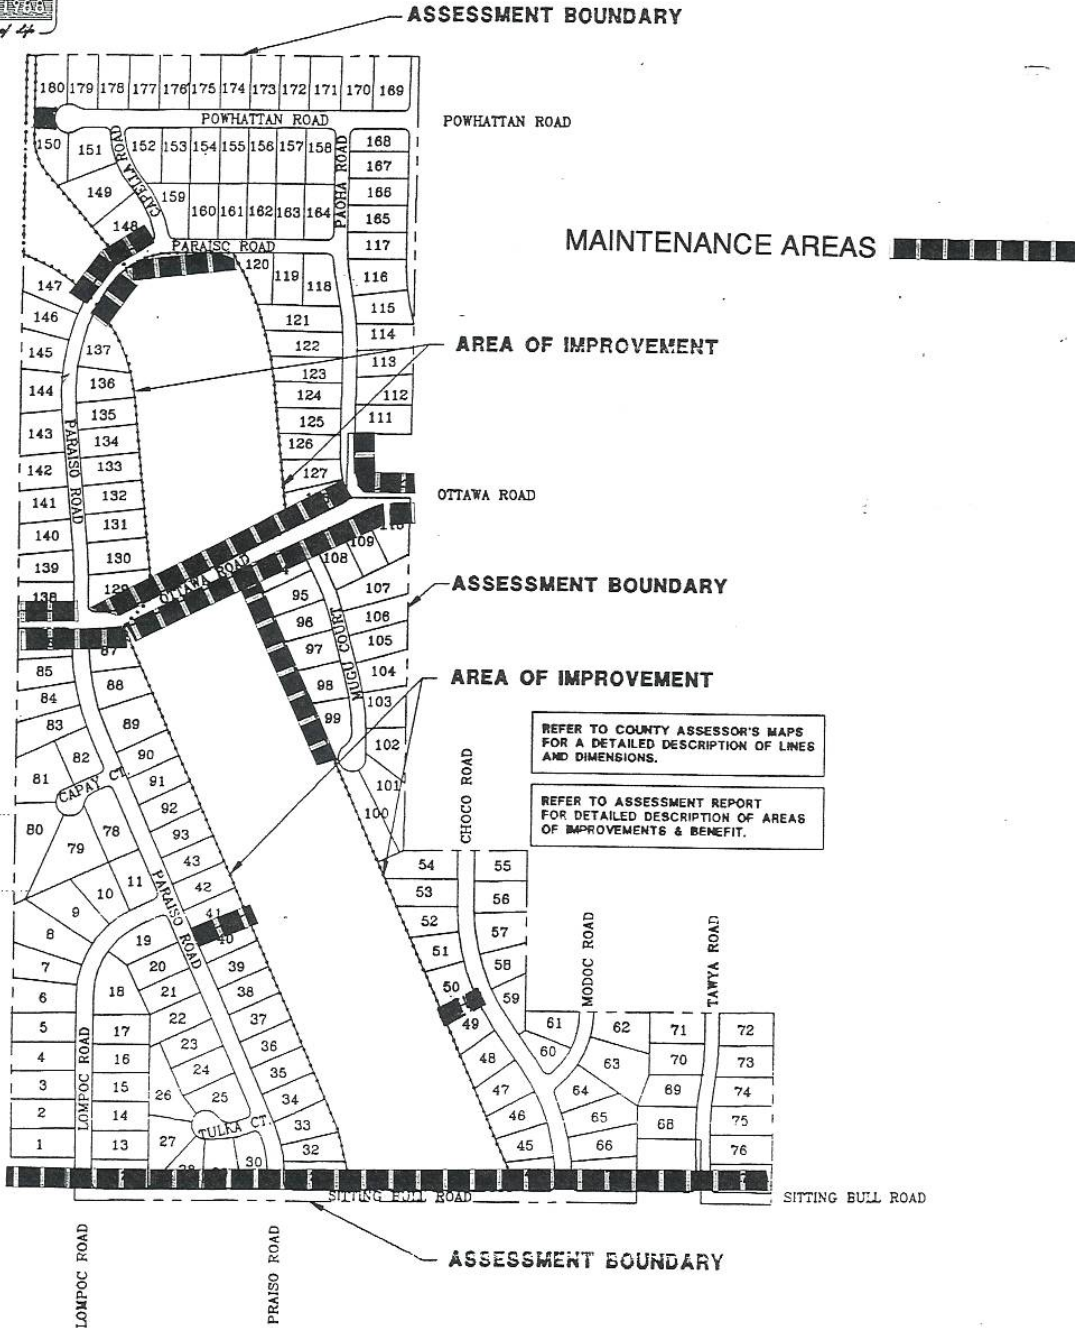 1988
of 4
ASSESSMENT BOUNDARY
180 179 178 177 176 175 174 173 172 171 170 169
POWHATTAN ROAD
POWHATTAN ROAD
150 151 152 153 154 155 156 157 158 168
CAPELLA ROAD
PAOHA ROAD
167
149 159 166
160 161 162 163 164 165
148
PARAISC ROAD
117
MAINTENANCE AREAS
147 120 119 118 116
146 121 115
145 137 122 114
AREA OF IMPROVEMENT
144 136 123 113
124 112
143 135 125 111
134 126
PARAISO ROAD
142 133 127
141 132
OTTAWA ROAD
140 131
139 130 108 109
OTTAWA ROAD
138 129 95 107
ASSESSMENT BOUNDARY
96 106
MUGU COURT
87 97 105
85 88 98 104
AREA OF IMPROVEMENT
84 89 99 103
83 90 102
82 91 101
81 92 100
CAPAY CT.
REFER TO COUNTY ASSESSOR'S MAPS
FOR A DETAILED DESCRIPTION OF LINES
AND DIMENSIONS.
REFER TO ASSESSMENT REPORT
FOR DETAILED DESCRIPTION OF AREAS
OF IMPROVEMENTS & BENEFIT.
CHOCO ROAD
80 78 93
79 43 54 55
10 11 42 53 56
9 41 52 57
8 19 40 51 58
PARAISO ROAD
MODOC ROAD
TAWYA ROAD
7 20 39 50 59
6 18 21 38 49 61 62 71 72
5 17 22 37 48 60 63 70 73
4 16 23 36 47 64 69 74
3 15 24 35 46 65 68 75
2 14 26 25 34 45 66 76
LOMPOC ROAD
1 13 27 33
TULKA CT.
28 30 32
SITTING BULL ROAD
SITTING BULL ROAD
ASSESSMENT BOUNDARY
LOMPOC ROAD
PRAISO ROAD